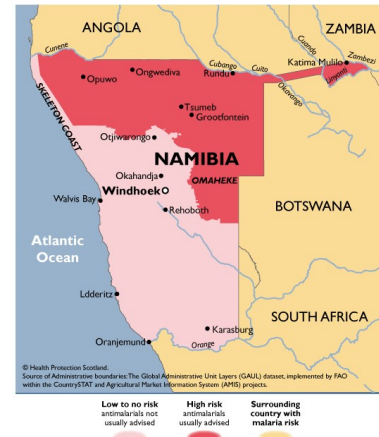 ANGOLA
ZAMBIA
Cunene
Cubango
Cuito
Cuando
Zambezi
Katima Mulilo
Ongwediva
Rundu
Opuwo
Linyanti
Okavango
SKELETON COAST
Tsumeb
Grootfontein
Otjiwarongo
NAMIBIA
Okahandja
OMAHEKE
Windhoek
Walvis Bay
Rehoboth
BOTSWANA
Atlantic
Ocean
Ldderitz
SOUTH AFRICA
Karasburg
Oranjemund
Orange
© Health Protection Scotland.
Source of Administrative boundaries: The Global Administrative Unit Layers (GAUL) dataset, implemented by FAO
within the CountrySTAT and Agricultural Market Information System (AMIS) projects.
Low to no risk
antimalarials not
usually advised
High risk
antimalarials
usually advised
Surrounding
country with
malaria risk